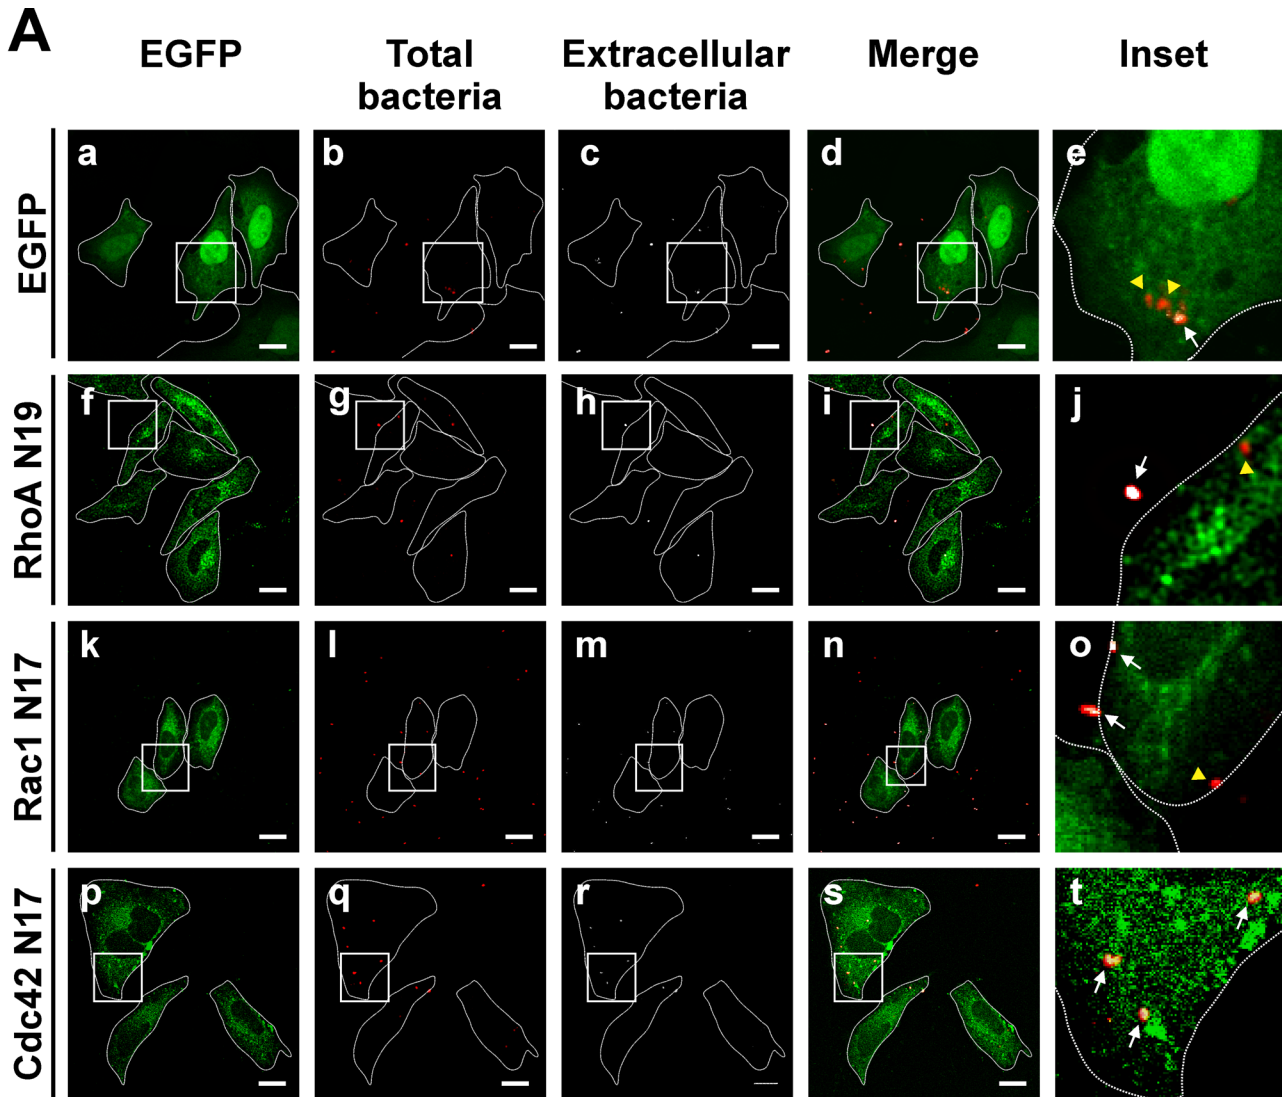 A
EGFP
Total
bacteria
Extracellular
bacteria
Merge
Inset
EGFP
a
b
c
d
e
RhoA N19
f
g
h
i
j
Rac1 N17
k
l
m
n
o
Cdc42 N17
p
q
r
s
t